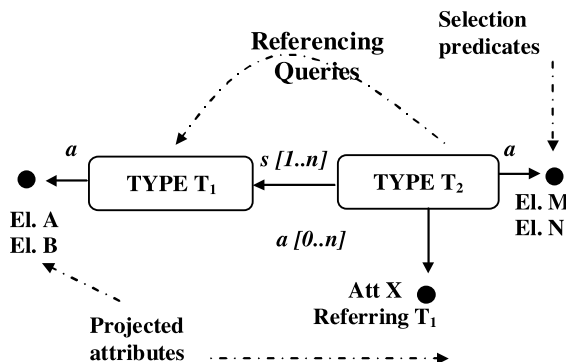 Selection
predicates
Referencing
Queries
a
s [1..n]
a
TYPE T1
TYPE T2
El. A
El. B
El. M
El. N
a [0..n]
Att X
Referring T1
Projected
attributes